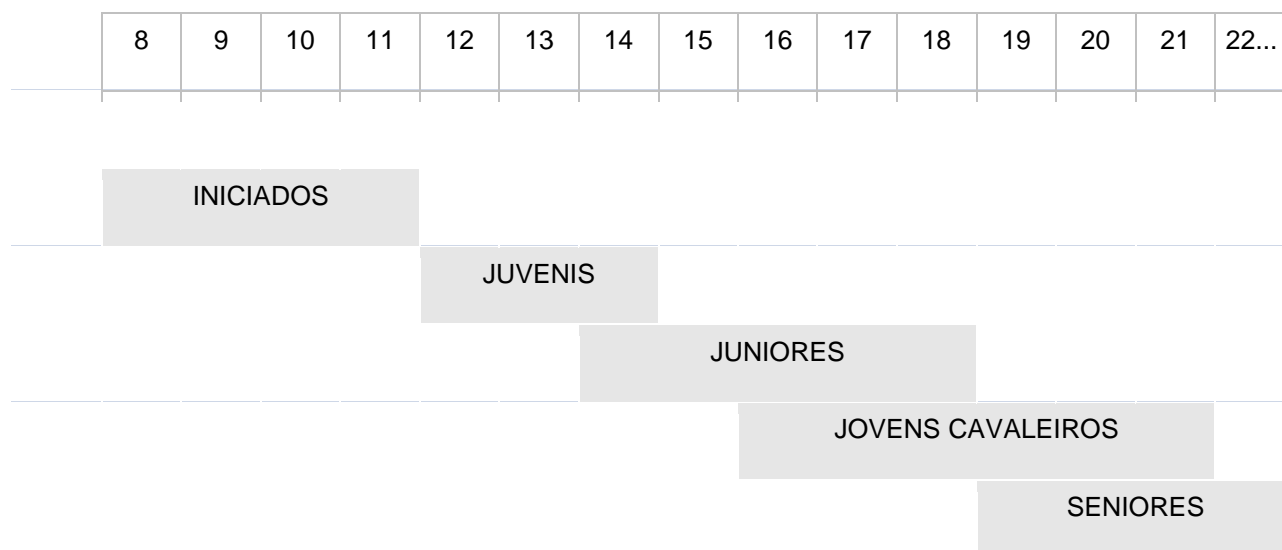 8 9 10 11 12 13 14 15 16 17 18 19 20 21 22...
INICIADOS
JUVENIS
JUNIORES
JOVENS CAVALEIROS
SENIORES